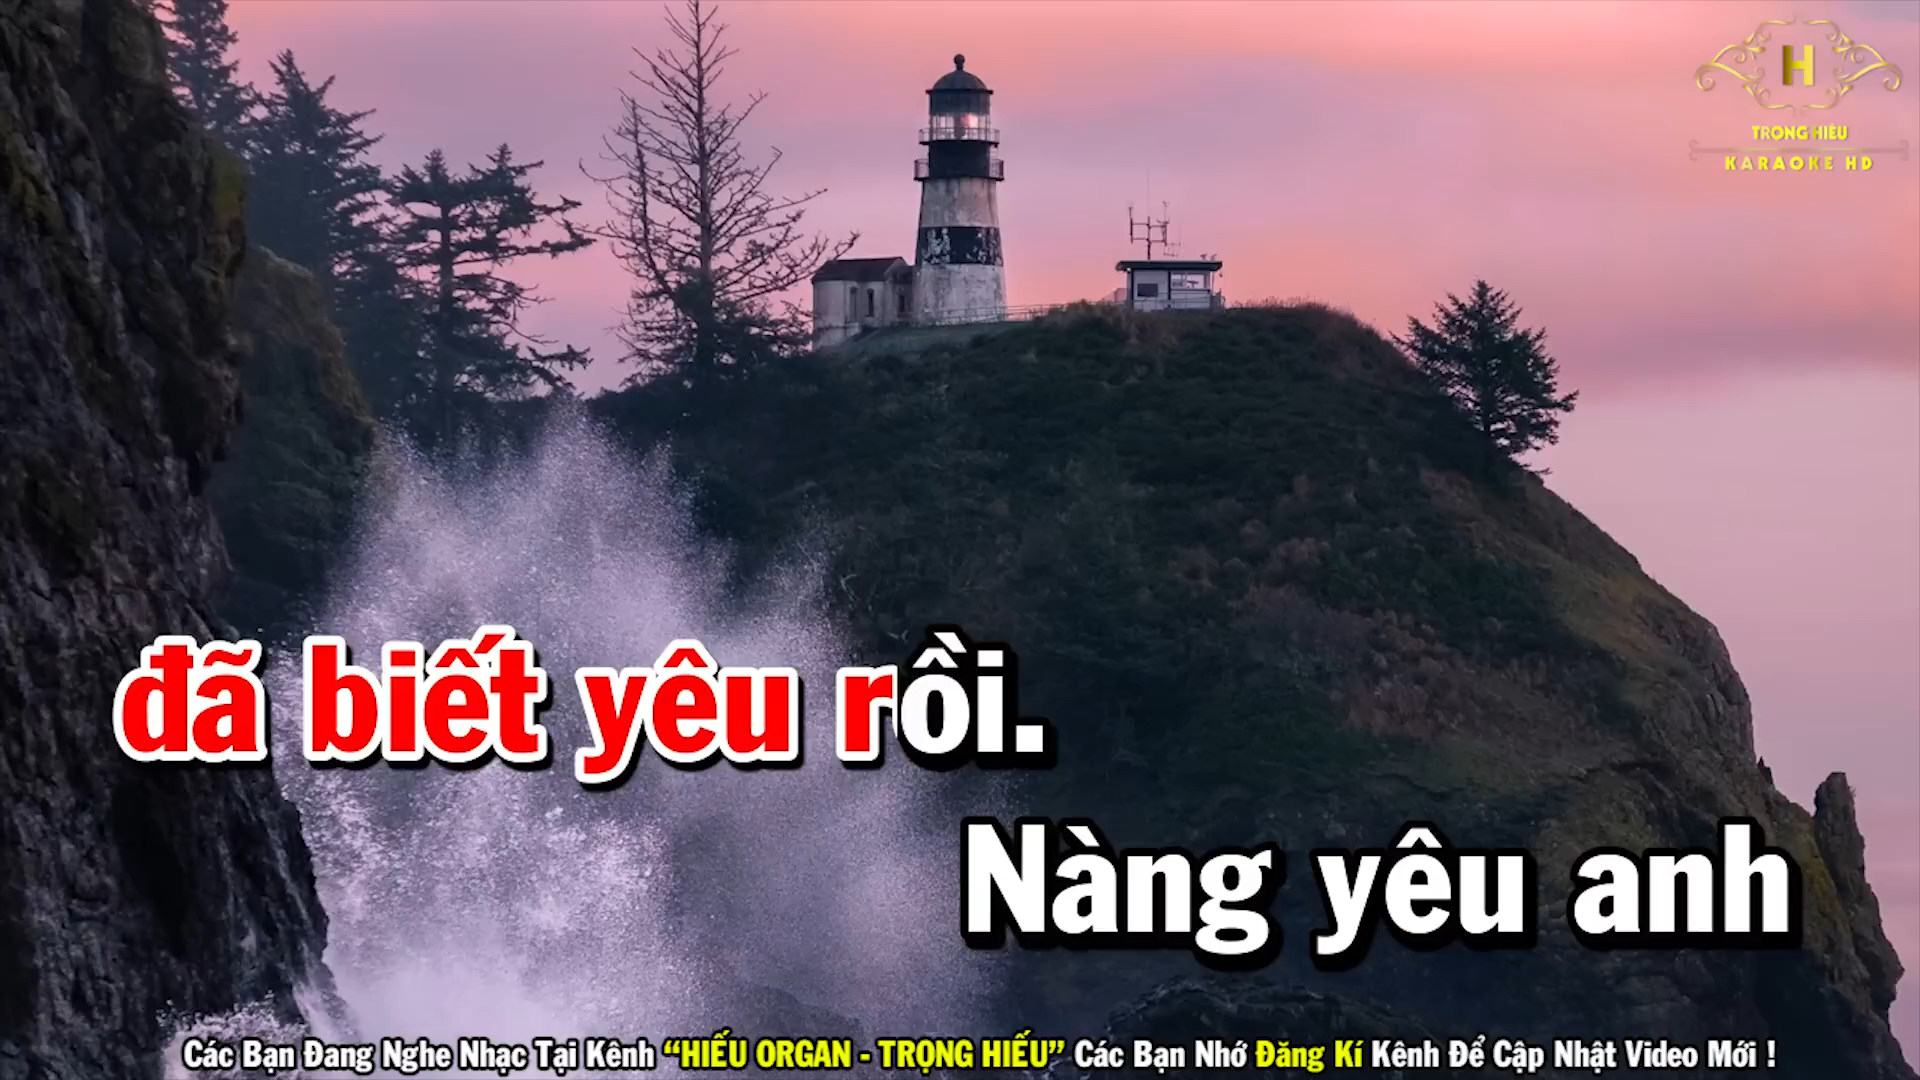 H
TRỌNG HIẾU
KARAOKE HD
đã biết yêu rồi.
Nàng yêu anh
Các Bạn Đang Nghe Nhạc Tại Kênh “HIẾU ORGAN - TRỌNG HIẾU” Các Bạn Nhớ Đăng Kí Kênh Để Cập Nhật Video Mới !